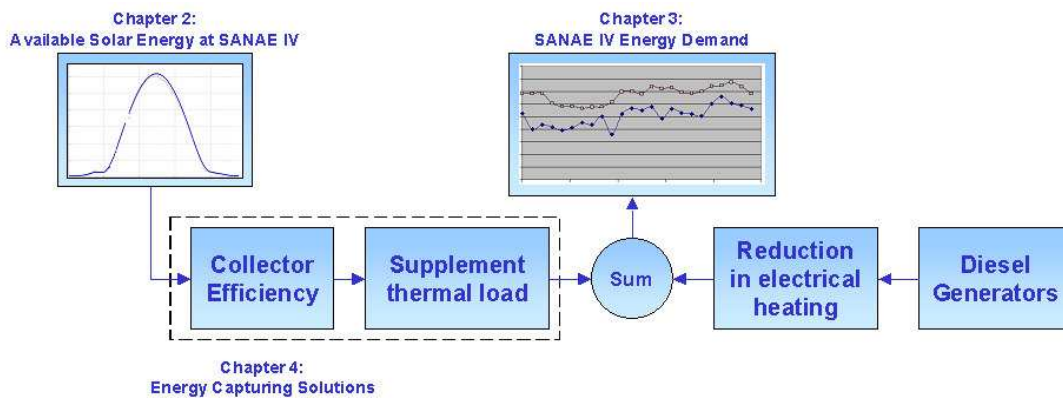 Chapter 2:
Available Solar Energy at SANAE IV
Chapter 3:
SANAE IV Energy Demand
Collector
Efficiency
Supplement
thermal load
Sum
Reduction
in electrical
heating
Diesel
Generators
Chapter 4:
Energy Capturing Solutions